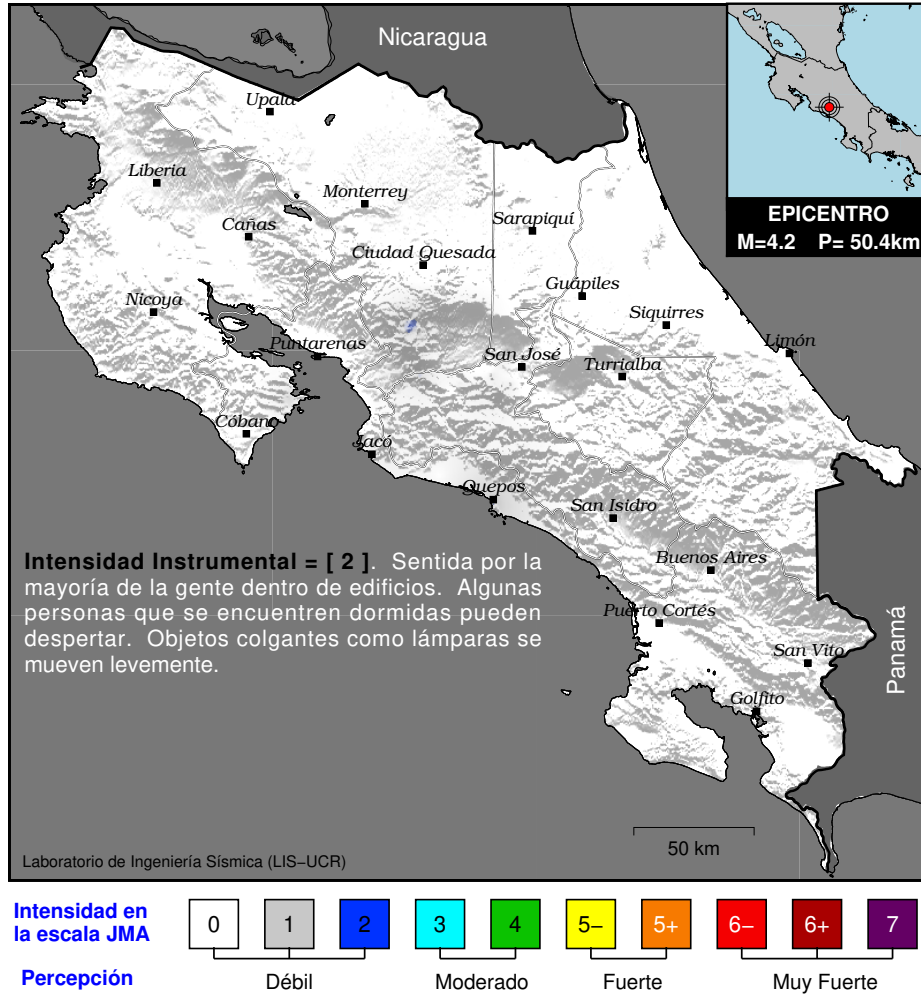 Nicaragua
Upala
Liberia
Monterrey
Cañas
Sarapiquí
Ciudad Quesada
Guápiles
Nicoya
Siquirres
Puntarenas
San José
Limón
Turrialba
Cóbano
Jacó
Quepos
San Isidro
Buenos Aires
Puerto Cortés
San Vito
Golfito
Panamá
EPICENTRO
M=4.2 P= 50.4km
Intensidad Instrumental = [ 2 ]. Sentida por la
mayoría de la gente dentro de edificios. Algunas
personas que se encuentren dormidas pueden
despertar. Objetos colgantes como lámparas se
mueven levemente.
50 km
Laboratorio de Ingeniería Sísmica (LIS−UCR)
Intensidad en
la escala JMA
0 1 2 3 4 5− 5+ 6− 6+ 7
Percepción
Débil Moderado Fuerte Muy Fuerte